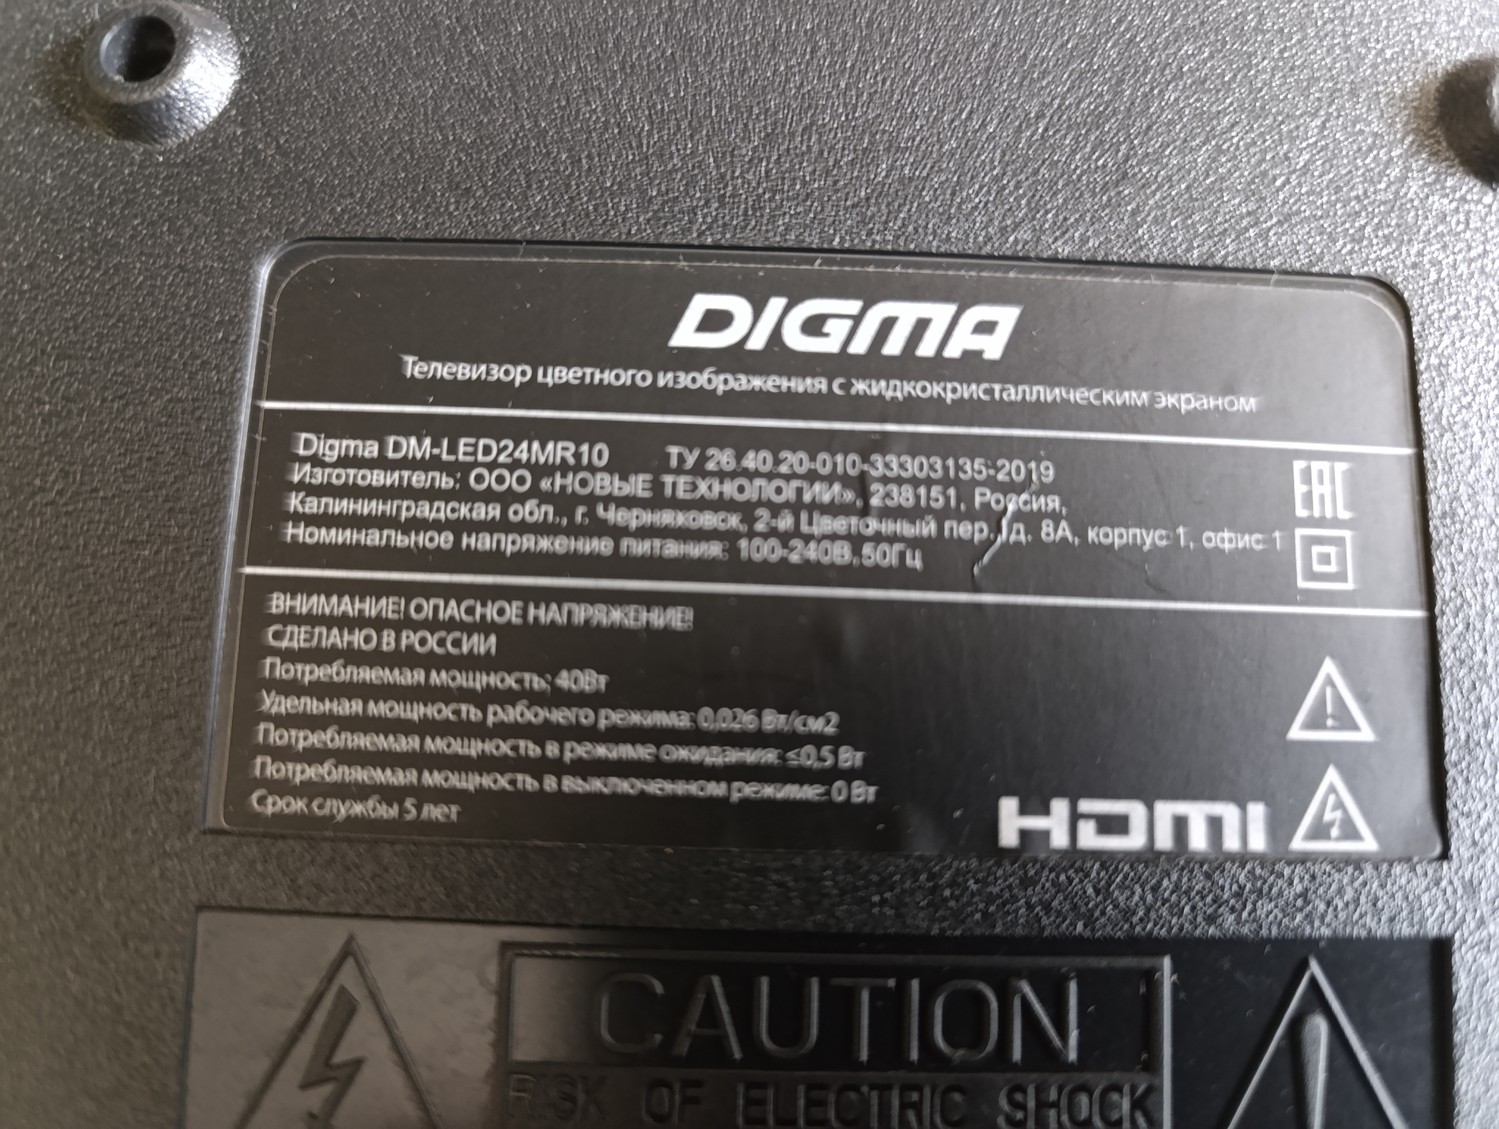 DIGMA
Телевизор цветного изображения с жидкокристаллическим экраном
Digma DM-LED24MR10 ТУ 26.40.20-010-33303135-2019
Изготовитель: ООО «НОВЫЕ ТЕХНОЛОГИИ», 238151, Россия,
Калининградская обл., г. Черняховск, 2-й Цветочный пер., д. 8А, корпус 1, офис 1
Номинальное напряжение питания: 100-240В, 50Гц
EAC
ВНИМАНИЕ! ОПАСНОЕ НАПРЯЖЕНИЕ!
СДЕЛАНО В РОССИИ
Потребляемая мощность: 40Вт
Удельная мощность рабочего режима: 0,026 Вт/см2
Потребляемая мощность в режиме ожидания: ≤0,5 Вт
Потребляемая мощность в выключенном режиме: 0 Вт
Срок службы 5 лет
HDMI
CAUTION
RISK OF ELECTRIC SHOCK